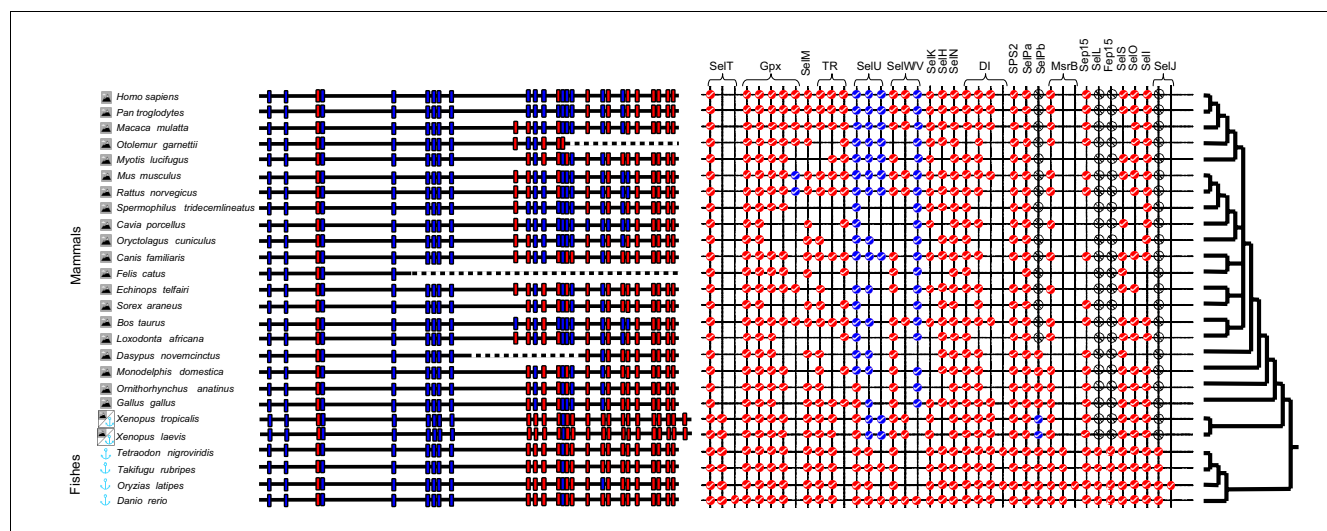 SelT
Gpx
SelM
TR
SelU
SelW/V
SelK
SelH
SelN
DI
SPS2
SelPa
SelPb
MsrB
Sep15
SelL
Fep15
SelS
SelO
SelI
SelJ
Mammals
Homo sapiens
Pan troglodytes
Macaca mulatta
Otolemur garnettii
Myotis lucifugus
Mus musculus
Rattus norvegicus
Spermophilus tridecemlineatus
Cavia porcellus
Oryctolagus cuniculus
Canis familiaris
Felis catus
Echinops telfairi
Sorex araneus
Bos taurus
Loxodonta africana
Dasypus novemcinctus
Monodelphis domestica
Ornithorhynchus anatinus
Gallus gallus
Xenopus tropicalis
Xenopus laevis
Fishes
Tetraodon nigroviridis
Takifugu rubripes
Oryzias latipes
Danio rerio